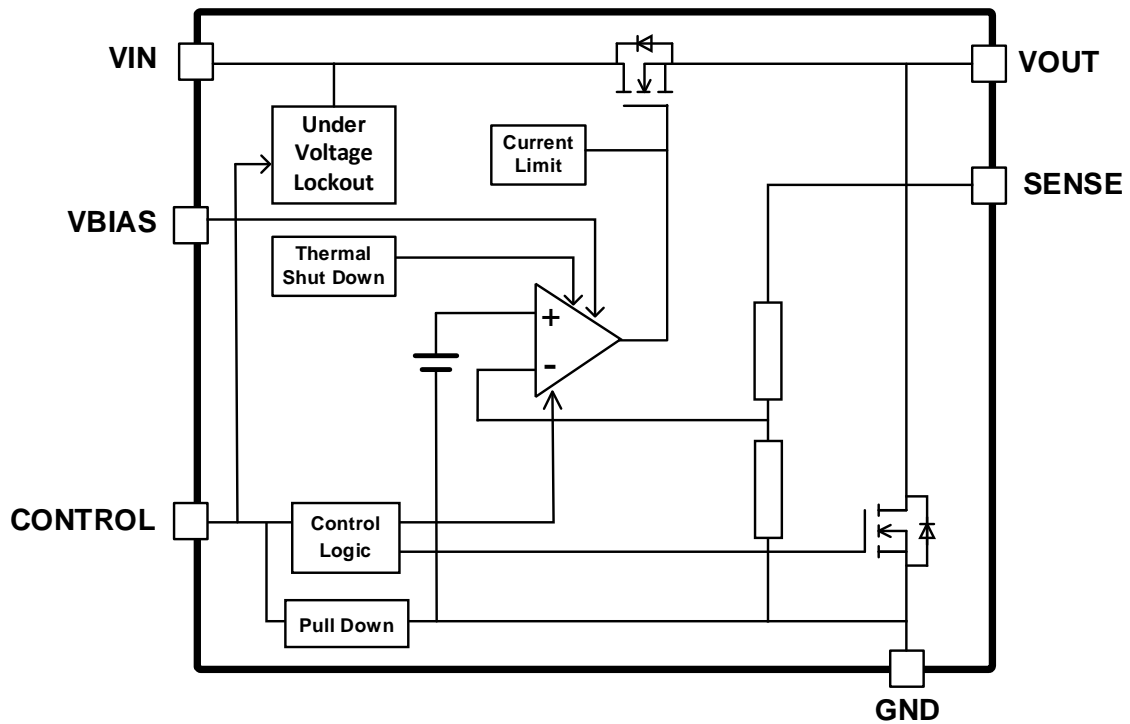 VIN
VOUT
Under
Voltage
Lockout
Current
Limit
SENSE
VBIAS
Thermal
Shut Down
+
-
CONTROL
Control
Logic
Pull Down
GND